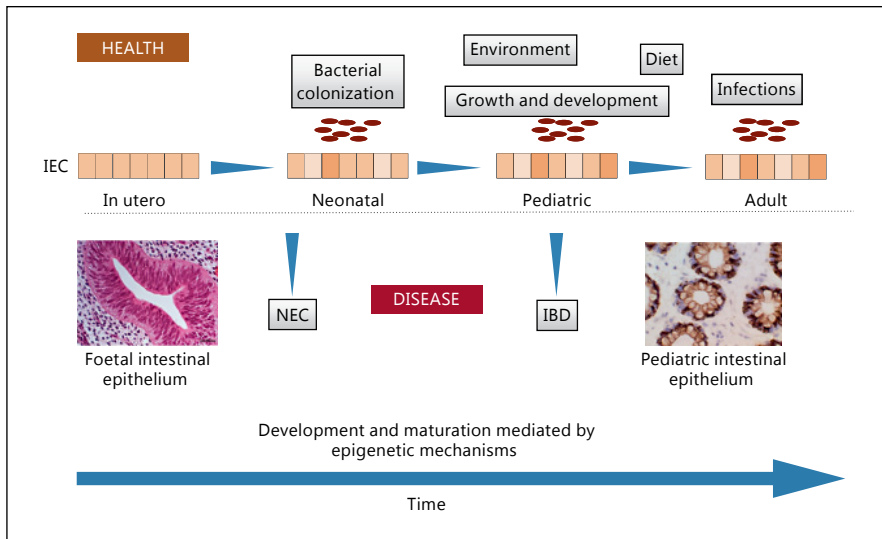 HEALTH
Environment
Diet
Bacterial
colonization
Growth and development
Infections
IEC
In utero
Neonatal
Pediatric
Adult
NEC
DISEASE
IBD
Foetal intestinal
epithelium
Pediatric intestinal
epithelium
Development and maturation mediated by
epigenetic mechanisms
Time